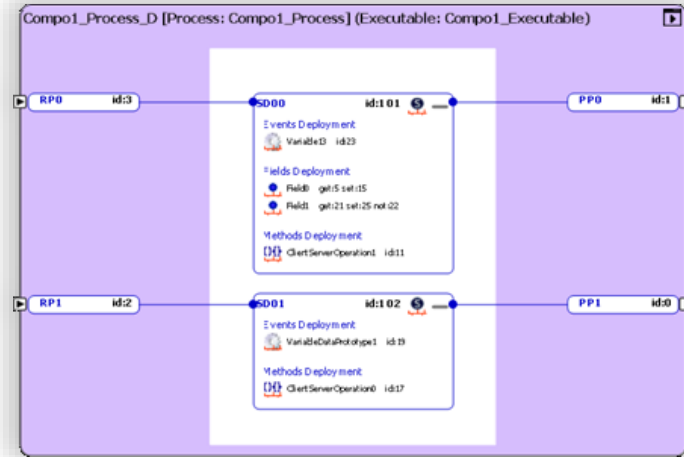 Compo1_Process_D [Process: Compo1_Process] (Executable: Compo1_Executable)
RP0 id:3
SD00 id:101
PP0 id:1
Events Deployment
Variable13 id:23
Fields Deployment
Field0 get:5 set:15
Field1 get:21 set:25 not:22
Methods Deployment
ClientServerOperation1 id:11
RP1 id:2
SD01 id:102
PP1 id:0
Events Deployment
VariableDataPrototype1 id:19
Methods Deployment
ClientServerOperation0 id:17